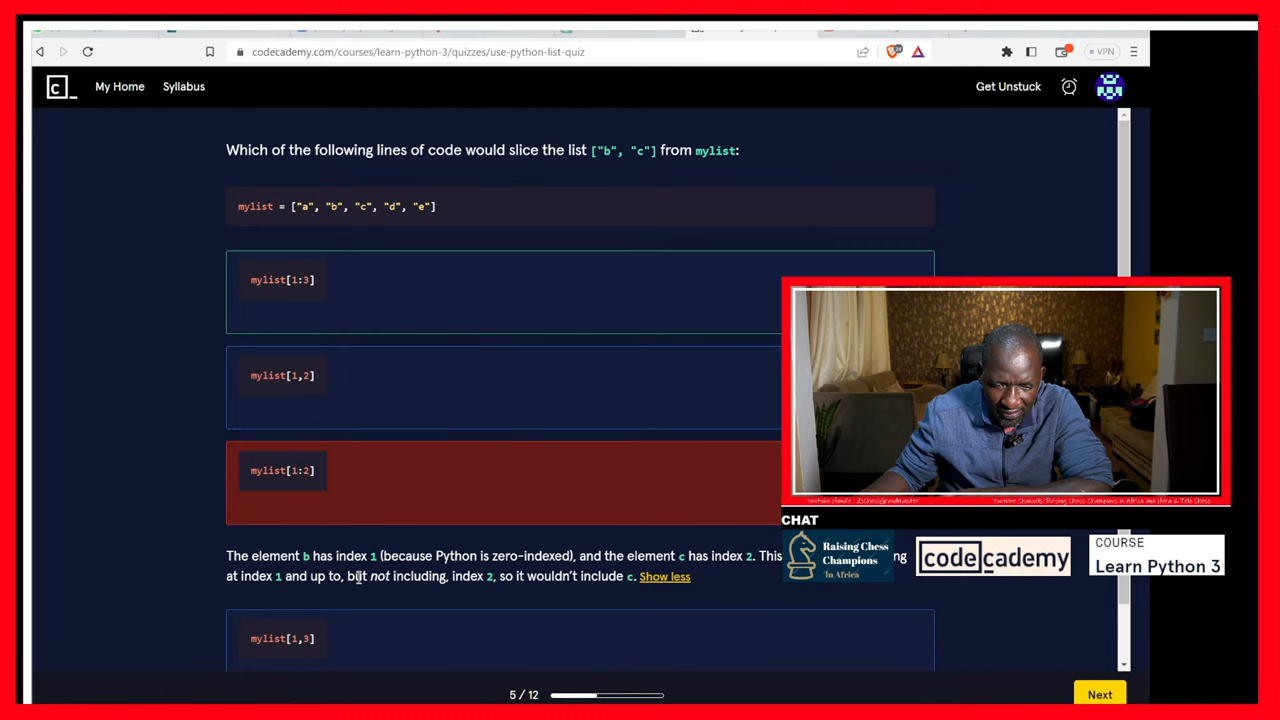 codecademy.com/courses/learn-python-3/quizzes/use-python-list-quiz
VPN
c_
My Home
Syllabus
Get Unstuck
Which of the following lines of code would slice the list ["b", "c"] from mylist:
mylist = ["a", "b", "c", "d", "e"]
mylist[1:3]
mylist[1,2]
mylist[1:2]
The element b has index 1 (because Python is zero-indexed), and the element c has index 2. This
at index 1 and up to, but not including, index 2, so it wouldn't include c. Show less
mylist[1,3]
5 / 12
Next
CHAT
Raising Chess
Champions
In Africa
codecademy
COURSE
Learn Python 3